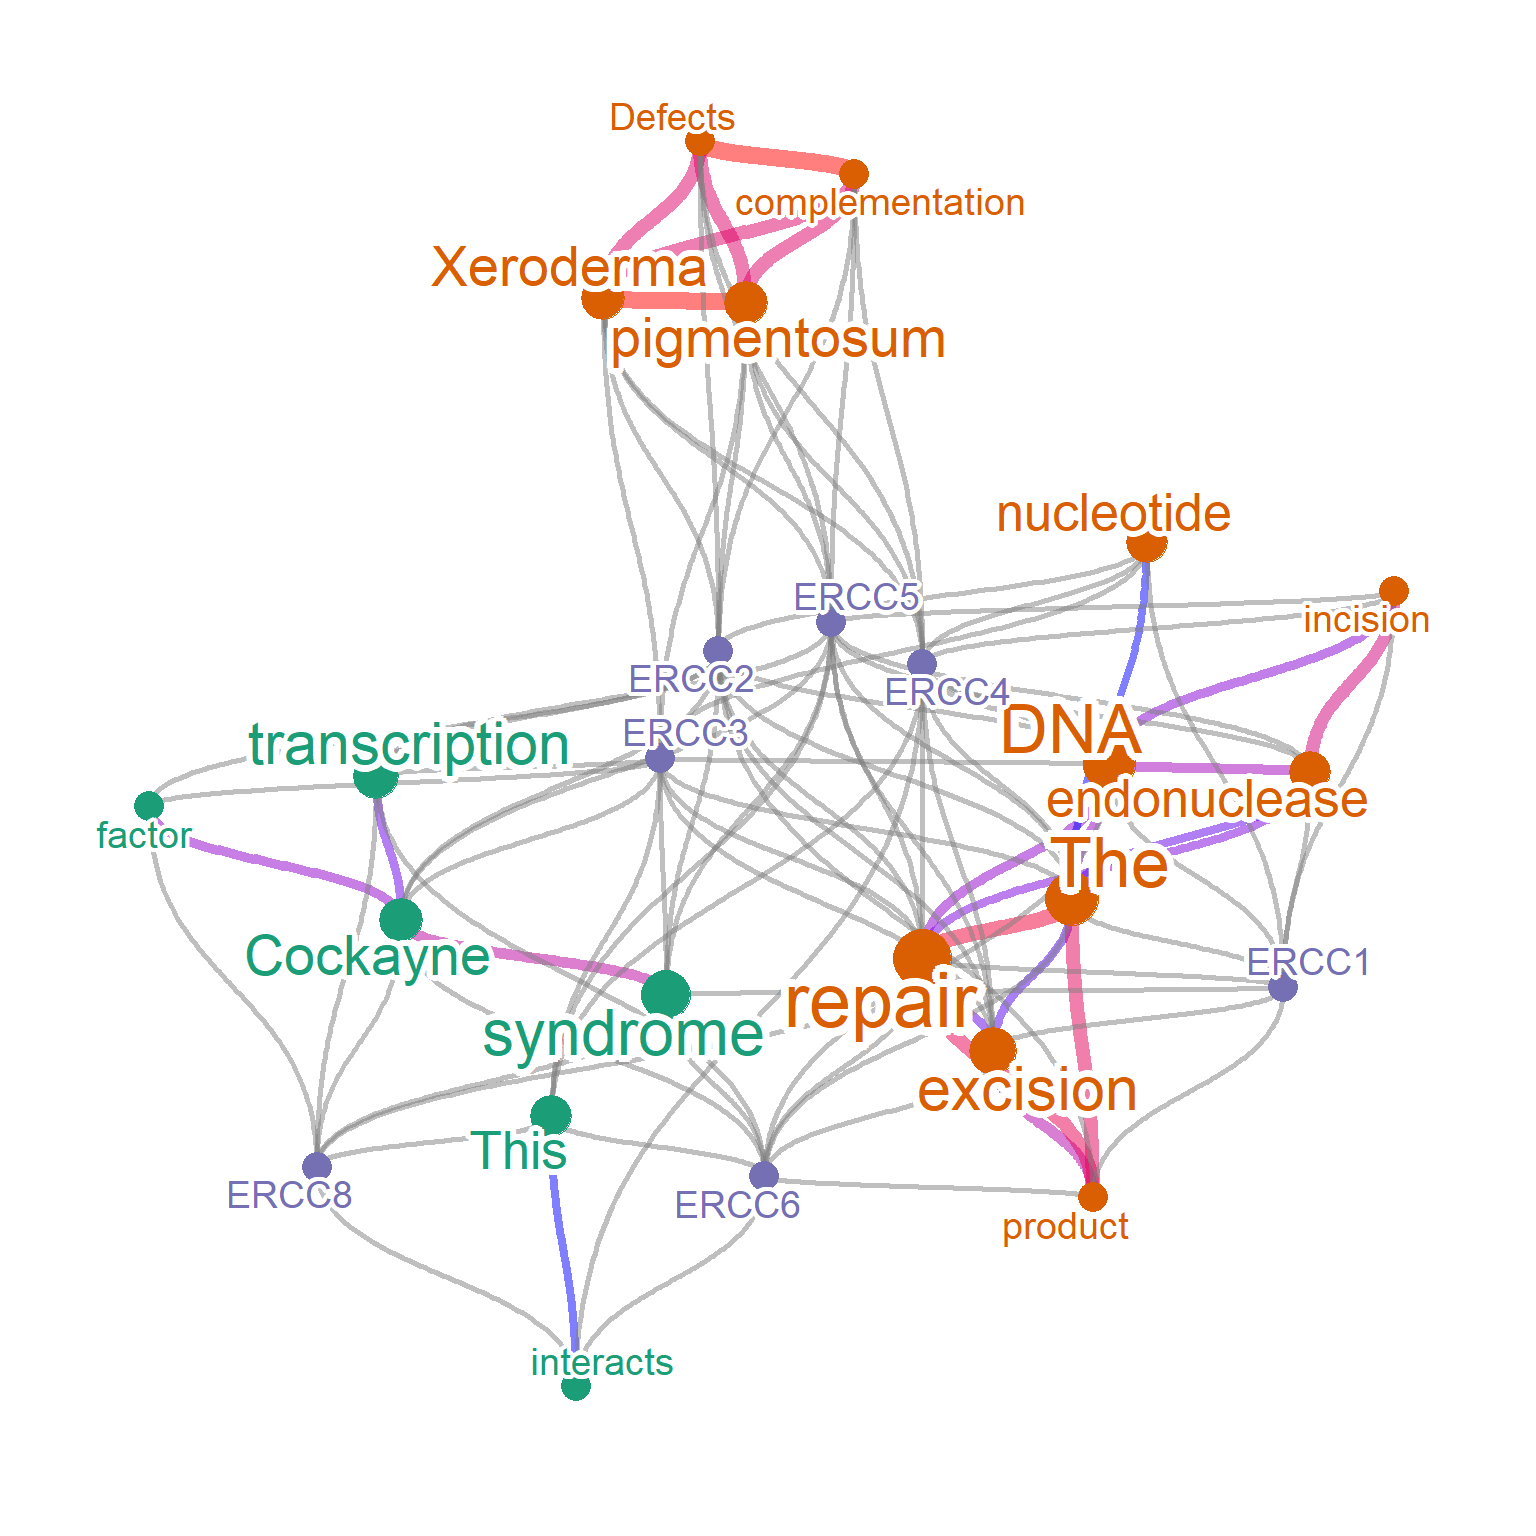 Defects
complementation
Xeroderma
pigmentosum
nucleotide
ERCC5
incision
ERCC2
ERCC4
ERCC3
DNA
transcription
endonuclease
factor
The
Cockayne
ERCC1
repair
syndrome
excision
This
ERCC8
ERCC6
product
interacts